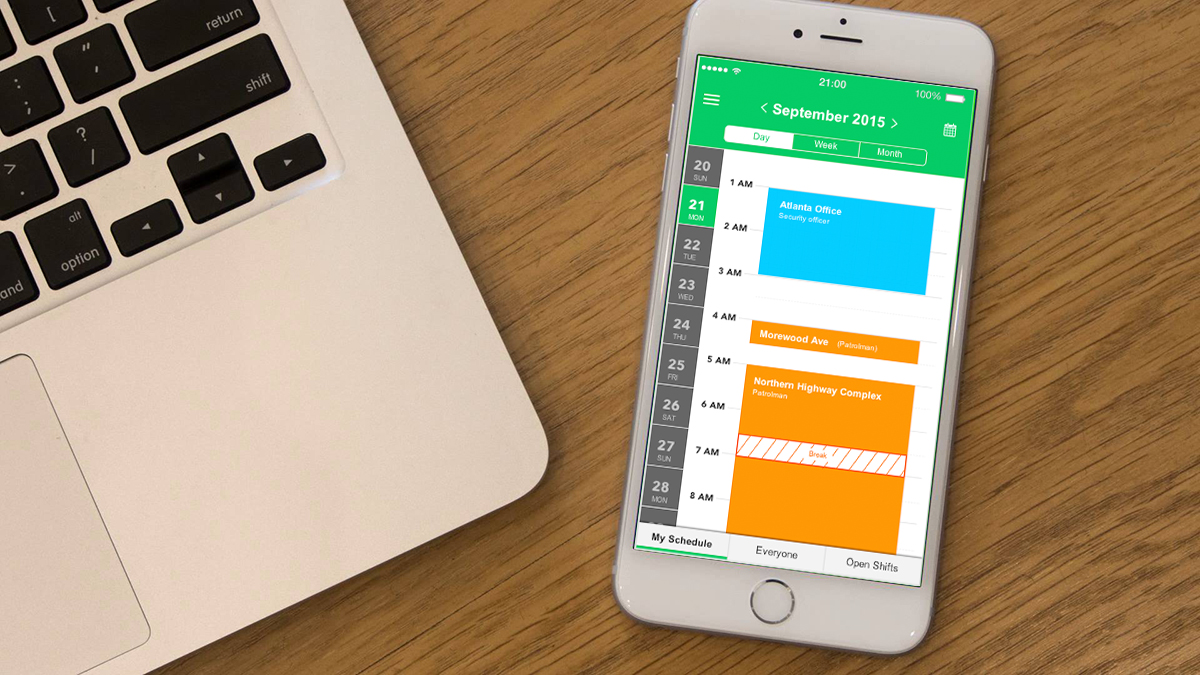 [
return
"
'
:
;
shift
>
.
?
/
alt
option
and
21:00
100%
< September 2015 >
Day
Week
Month
20
SUN
21
MON
22
TUE
23
WED
24
THU
25
FRI
26
SAT
27
SUN
28
MON
1 AM
2 AM
3 AM
4 AM
5 AM
6 AM
7 AM
8 AM
Atlanta Office
Security officer
Morewood Ave (Patrolman)
Northern Highway Complex
Patrolman
Break
My Schedule
Everyone
Open Shifts